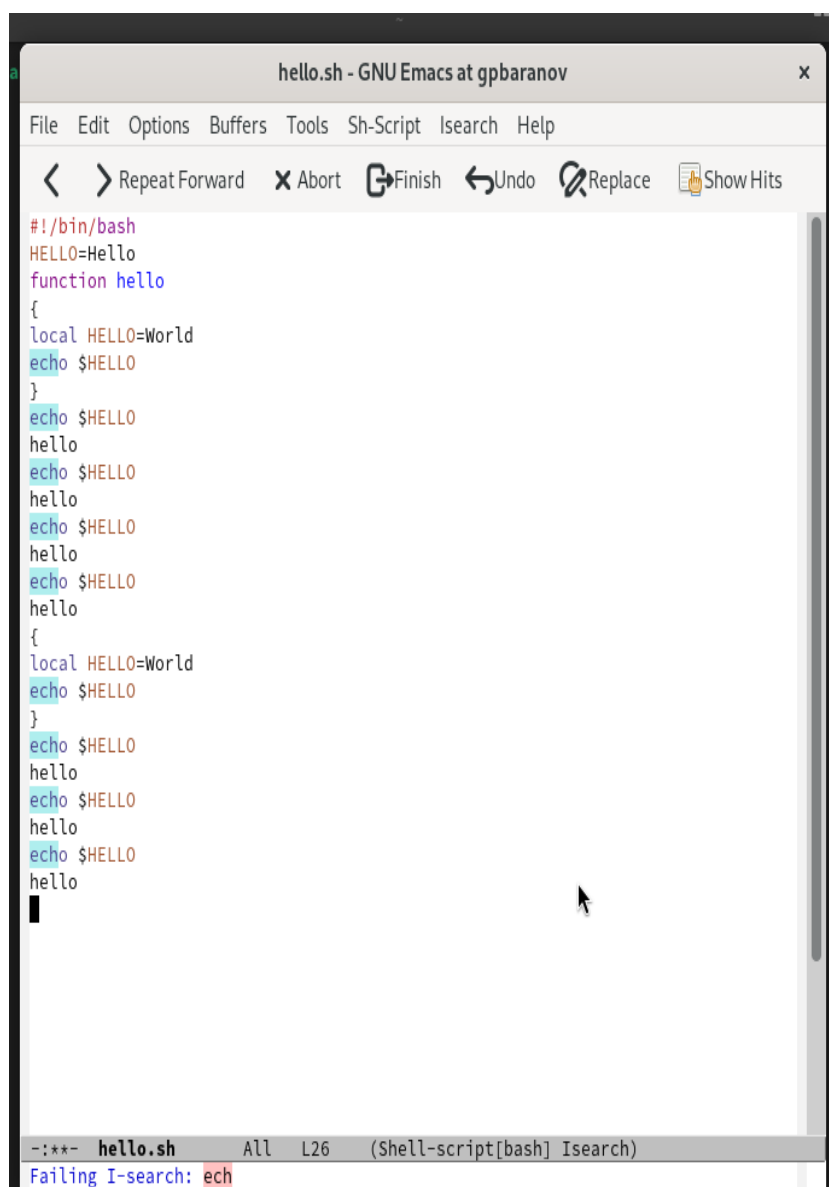 hello.sh - GNU Emacs at gpbaranov
File Edit Options Buffers Tools Sh-Script Isearch Help
Repeat Forward Abort Finish Undo Replace Show Hits
#!/bin/bash
HELLO=Hello
function hello
{
local HELLO=World
echo $HELLO
}
echo $HELLO
hello
echo $HELLO
hello
echo $HELLO
hello
echo $HELLO
hello
{
local HELLO=World
echo $HELLO
}
echo $HELLO
hello
echo $HELLO
hello
echo $HELLO
hello
-:**- hello.sh All L26 (Shell-script[bash] Isearch)
Failing I-search: ech